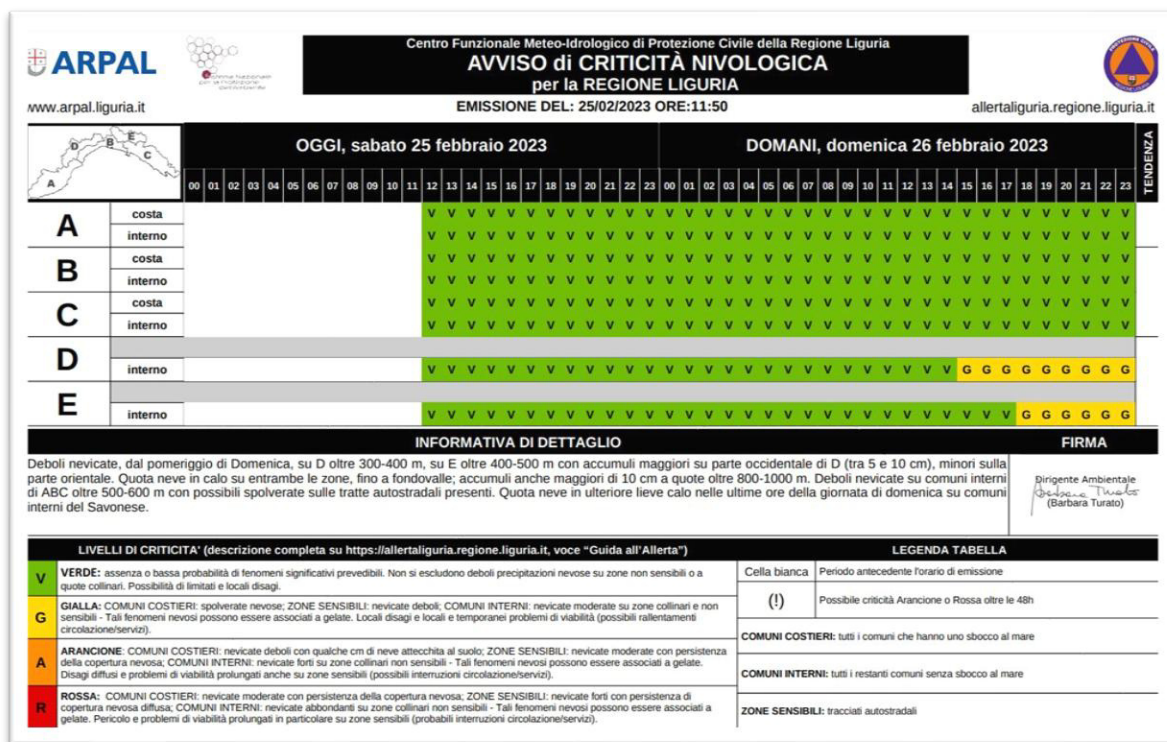 ARPAL
www.arpal.liguria.it
Centro Funzionale Meteo-Idrologico di Protezione Civile della Regione Liguria
AVVISO di CRITICITÀ NIVOLOGICA
per la REGIONE LIGURIA
EMISSIONE DEL: 25/02/2023 ORE:11:50
allertaliguria.regione.liguria.it
A B C D E
OGGI, sabato 25 febbraio 2023
DOMANI, domenica 26 febbraio 2023
TENDENZA
00 01 02 03 04 05 06 07 08 09 10 11 12 13 14 15 16 17 18 19 20 21 22 23 00 01 02 03 04 05 06 07 08 09 10 11 12 13 14 15 16 17 18 19 20 21 22 23
A
costa V V V V V V V V V V V V V V V V V V V V V V V V V V V V V V V V V V V V
interno V V V V V V V V V V V V V V V V V V V V V V V V V V V V V V V V V V V V
B
costa V V V V V V V V V V V V V V V V V V V V V V V V V V V V V V V V V V V V
interno V V V V V V V V V V V V V V V V V V V V V V V V V V V V V V V V V V V V
C
costa V V V V V V V V V V V V V V V V V V V V V V V V V V V V V V V V V V V V
interno V V V V V V V V V V V V V V V V V V V V V V V V V V V V V V V V V V V V
D
interno V V V V V V V V V V V V V V V V V V V V V V V V V V V G G G G G G G G G
E
interno V V V V V V V V V V V V V V V V V V V V V V V V V V V V V V G G G G G G
INFORMATIVA DI DETTAGLIO
FIRMA
Deboli nevicate, dal pomeriggio di Domenica, su D oltre 300-400 m, su E oltre 400-500 m con accumuli maggiori su parte occidentale di D (tra 5 e 10 cm), minori sulla
parte orientale. Quota neve in calo su entrambe le zone, fino a fondovalle; accumuli anche maggiori di 10 cm a quote oltre 800-1000 m. Deboli nevicate su comuni interni
di ABC oltre 500-600 m con possibili spolverate sulle tratte autostradali presenti. Quota neve in ulteriore lieve calo nelle ultime ore della giornata di domenica su comuni
interni del Savonese.
Dirigente Ambientale
Barbara Turato
(Barbara Turato)
LIVELLI DI CRITICITA' (descrizione completa su https://allertaliguria.regione.liguria.it, voce “Guida all'Allerta”)
V
VERDE: assenza o bassa probabilità di fenomeni significativi prevedibili. Non si escludono deboli precipitazioni nevose su zone non sensibili o a
quote collinari. Possibilità di limitati e locali disagi.
G
GIALLA: COMUNI COSTIERI: spolverate nevose; ZONE SENSIBILI: nevicate deboli; COMUNI INTERNI: nevicate moderate su zone collinari e non
sensibili - Tali fenomeni nevosi possono essere associati a gelate. Locali disagi e locali e temporanei problemi di viabilità (possibili rallentamenti
circolazione/servizi).
A
ARANCIONE: COMUNI COSTIERI: nevicate deboli con qualche cm di neve attecchita al suolo; ZONE SENSIBILI: nevicate moderate con persistenza
della copertura nevosa; COMUNI INTERNI: nevicate forti su zone collinari non sensibili - Tali fenomeni nevosi possono essere associati a gelate.
Disagi diffusi e problemi di viabilità prolungati anche su zone sensibili (possibili interruzioni circolazione/servizi).
R
ROSSA: COMUNI COSTIERI: nevicate moderate con persistenza della copertura nevosa; ZONE SENSIBILI: nevicate forti con persistenza di
copertura nevosa diffusa; COMUNI INTERNI: nevicate abbondanti su zone collinari non sensibili - Tali fenomeni nevosi possono essere associati a
gelate. Pericolo e problemi di viabilità prolungati in particolare su zone sensibili (probabili interruzioni circolazione/servizi).
LEGENDA TABELLA
Cella bianca Periodo antecedente l'orario di emissione
(!) Possibile criticità Arancione o Rossa oltre le 48h
COMUNI COSTIERI: tutti i comuni che hanno uno sbocco al mare
COMUNI INTERNI: tutti i restanti comuni senza sbocco al mare
ZONE SENSIBILI: tracciati autostradali